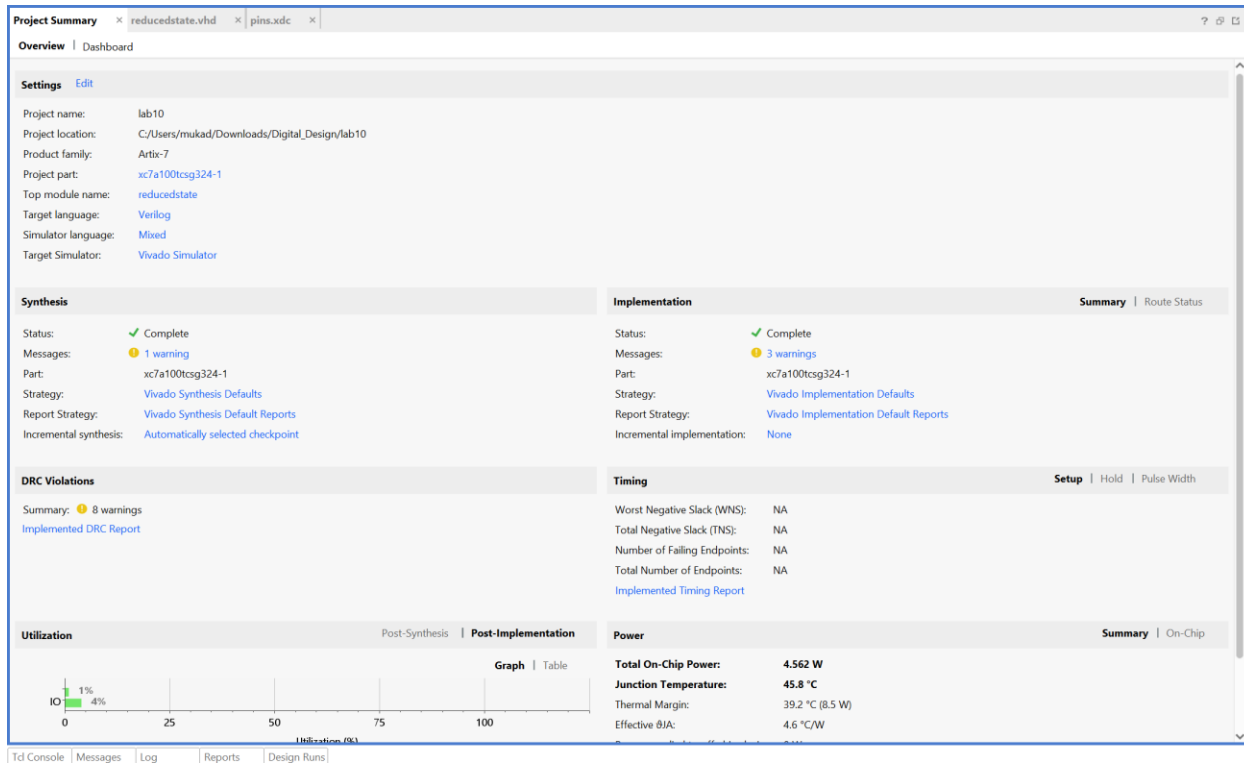 Project Summary × reducedstate.vhd × pins.xdc ×
Overview | Dashboard
Settings Edit
Project name: lab10
Project location: C:/Users/mukad/Downloads/Digital_Design/lab10
Product family: Artix-7
Project part: xc7a100tcsg324-1
Top module name: reducedstate
Target language: Verilog
Simulator language: Mixed
Target Simulator: Vivado Simulator
Synthesis
Status: Complete
Messages: 1 warning
Part: xc7a100tcsg324-1
Strategy: Vivado Synthesis Defaults
Report Strategy: Vivado Synthesis Default Reports
Incremental synthesis: Automatically selected checkpoint
Implementation Summary | Route Status
Status: Complete
Messages: 3 warnings
Part: xc7a100tcsg324-1
Strategy: Vivado Implementation Defaults
Report Strategy: Vivado Implementation Default Reports
Incremental implementation: None
DRC Violations
Summary: 8 warnings
Implemented DRC Report
Timing Setup | Hold | Pulse Width
Worst Negative Slack (WNS): NA
Total Negative Slack (TNS): NA
Number of Failing Endpoints: NA
Total Number of Endpoints: NA
Implemented Timing Report
Utilization Post-Synthesis | Post-Implementation
Graph | Table
1%
IO 4%
0 25 50 75 100
Utilization (%)
Power Summary | On-Chip
Total On-Chip Power: 4.562 W
Junction Temperature: 45.8 °C
Thermal Margin: 39.2 °C (8.5 W)
Effective ϑJA: 4.6 °C/W
Tcl Console Messages Log Reports Design Runs